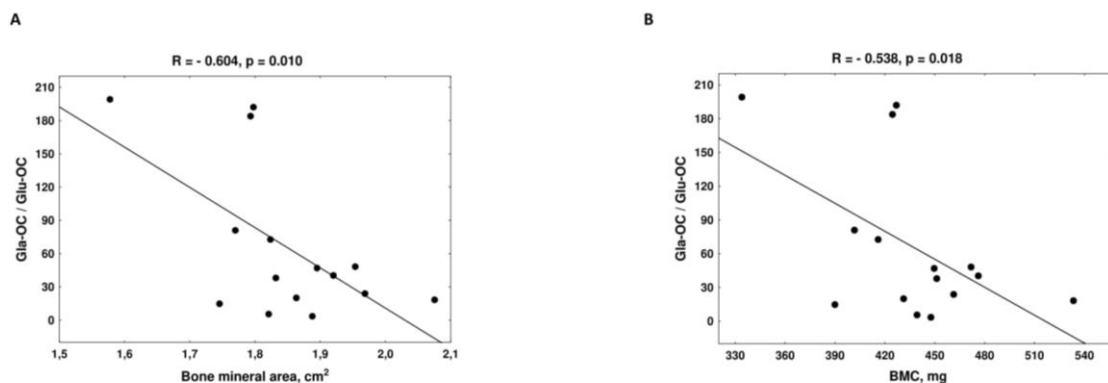 A
R = - 0.604, p = 0.010
210
180
150
120
90
60
30
0
Gla-OC / Glu-OC
1,5 1,6 1,7 1,8 1,9 2,0 2,1
Bone mineral area, cm²
B
R = - 0.538, p = 0.018
210
180
150
120
90
60
30
0
Gla-OC / Glu-OC
330 360 390 420 450 480 510 540
BMC, mg